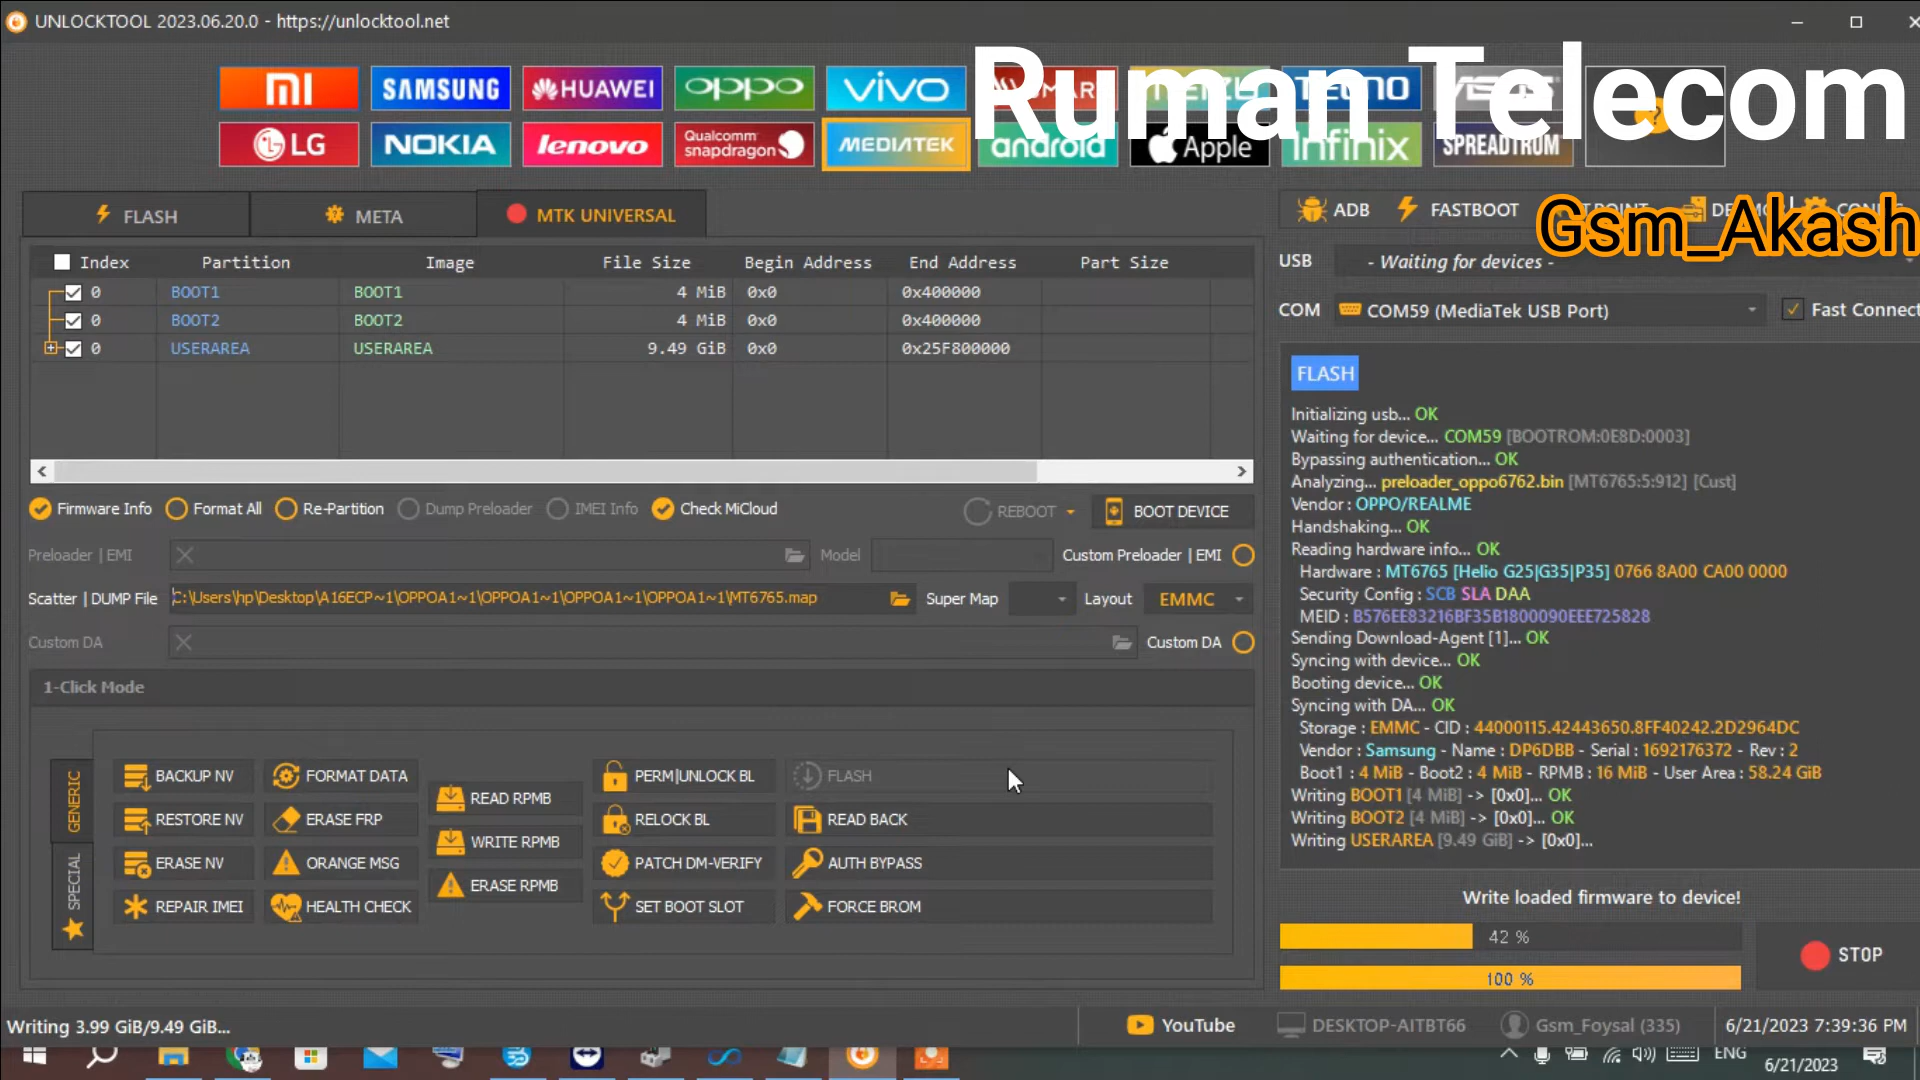 UNLOCKTOOL 2023.06.20.0 - https://unlocktool.net
Ruman Telecom
mi SAMSUNG HUAWEI oppo vivo
LG NOKIA lenovo Qualcomm snapdragon MEDIATEK android Apple Infinix SPREADTRUM
Gsm_Akash
FLASH META MTK UNIVERSAL
ADB FASTBOOT
Index Partition Image File Size Begin Address End Address Part Size
0 BOOT1 BOOT1 4 MiB 0x0 0x400000
0 BOOT2 BOOT2 4 MiB 0x0 0x400000
0 USERAREA USERAREA 9.49 GiB 0x0 0x25F800000
USB - Waiting for devices -
COM COM59 (MediaTek USB Port) Fast Connect
Firmware Info Format All Re-Partition Dump Preloader IMEI Info Check MiCloud REBOOT BOOT DEVICE
Preloader | EMI Model Custom Preloader | EMI
Scatter | DUMP File C:\Users\hp\Desktop\A16ECP~1\OPPOA1~1\OPPOA1~1\OPPOA1~1\OPPOA1~1\MT6765.map Super Map Layout EMMC
Custom DA Custom DA
1-Click Mode
GENERIC
SPECIAL
BACKUP NV FORMAT DATA READ RPMB PERM|UNLOCK BL FLASH
RESTORE NV ERASE FRP WRITE RPMB RELOCK BL READ BACK
ERASE NV ORANGE MSG ERASE RPMB PATCH DM-VERIFY AUTH BYPASS
REPAIR IMEI HEALTH CHECK SET BOOT SLOT FORCE BROM
FLASH
Initializing usb... OK
Waiting for device... COM59 [BOOTROM:0E8D:0003]
Bypassing authentication... OK
Analyzing... preloader_oppo6762.bin [MT6765:5:912] [Cust]
Vendor : OPPO/REALME
Handshaking... OK
Reading hardware info... OK
Hardware : MT6765 [Helio G25|G35|P35] 0766 8A00 CA00 0000
Security Config : SCB SLA DAA
MEID : B576EE83216BF35B1800090EEE725828
Sending Download-Agent [1]... OK
Syncing with device... OK
Booting device... OK
Syncing with DA... OK
Storage : EMMC - CID : 44000115.42443650.8FF40242.2D2964DC
Vendor : Samsung - Name : DP6DBB - Serial : 1692176372 - Rev : 2
Boot1 : 4 MiB - Boot2 : 4 MiB - RPMB : 16 MiB - User Area : 58.24 GiB
Writing BOOT1 [4 MiB] -> [0x0]... OK
Writing BOOT2 [4 MiB] -> [0x0]... OK
Writing USERAREA [9.49 GiB] -> [0x0]...
Write loaded firmware to device!
42 %
100 %
STOP
Writing 3.99 GiB/9.49 GiB...
YouTube DESKTOP-AITBT66 Gsm_Foysal (335) 6/21/2023 7:39:36 PM
ENG
6/21/2023